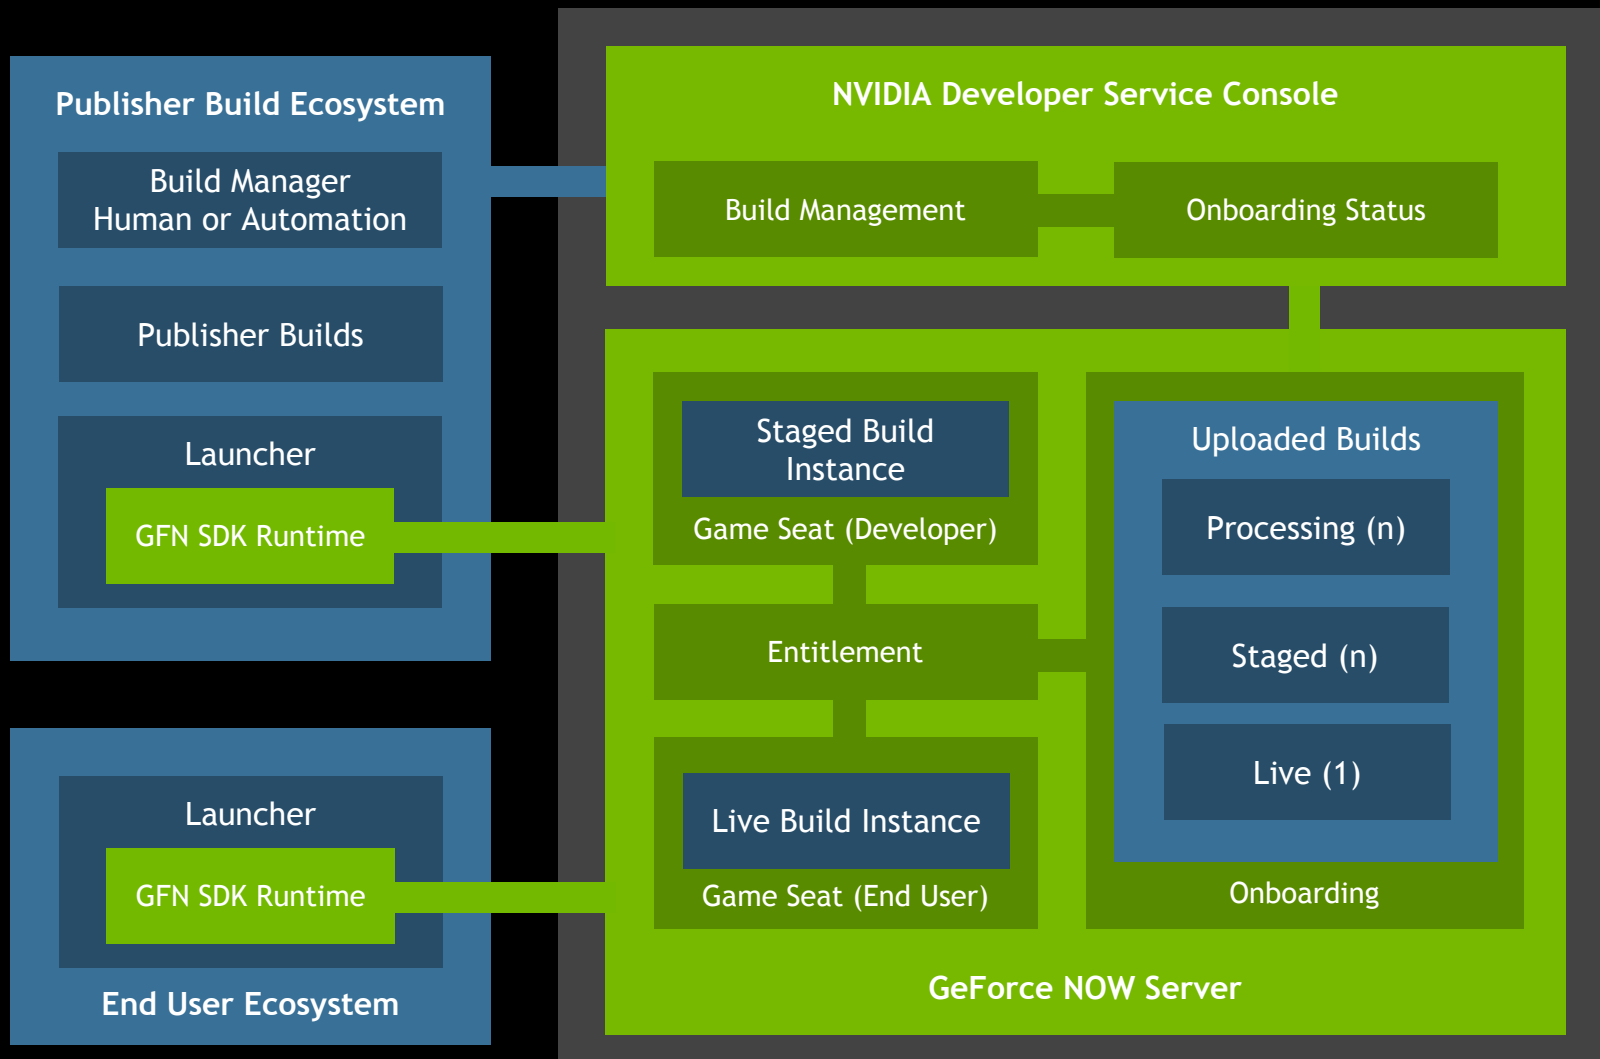 Publisher Build Ecosystem
Build Manager
Human or Automation
Publisher Builds
Launcher
GFN SDK Runtime
Launcher
GFN SDK Runtime
End User Ecosystem
NVIDIA Developer Service Console
Build Management
Onboarding Status
Staged Build
Instance
Game Seat (Developer)
Entitlement
Live Build Instance
Game Seat (End User)
Uploaded Builds
Processing (n)
Staged (n)
Live (1)
Onboarding
GeForce NOW Server